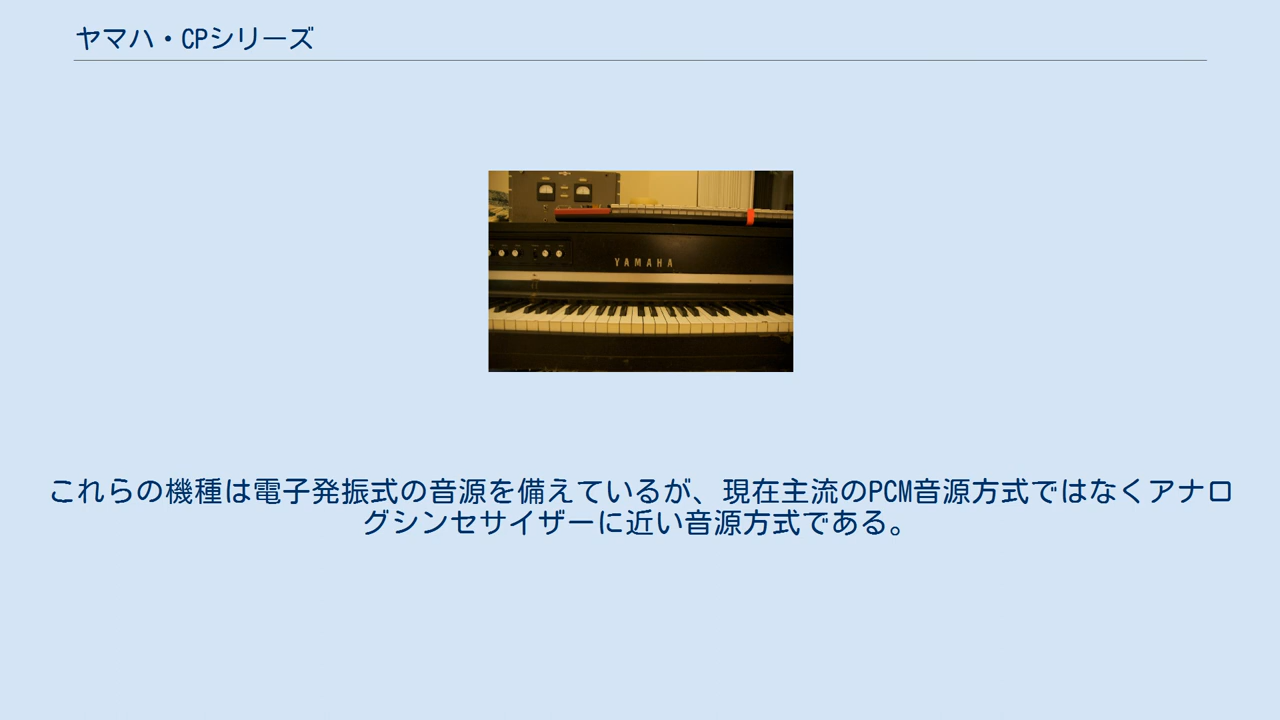 ヤマハ・CPシリーズ
YAMAHA
これらの機種は電子発振式の音源を備えているが、現在主流のPCM音源方式ではなくアナロ
グシンセサイザーに近い音源方式である。